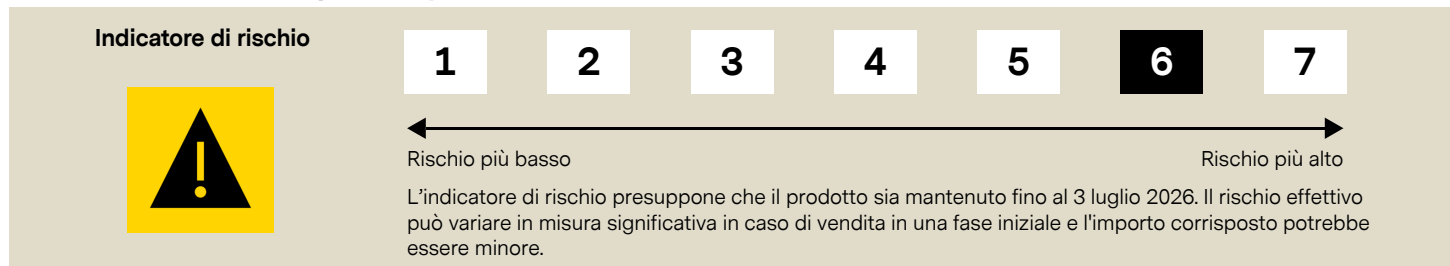 Indicatore di rischio
1 2 3 4 5 6 7
Rischio più basso Rischio più alto
L'indicatore di rischio presuppone che il prodotto sia mantenuto fino al 3 luglio 2026. Il rischio effettivo
può variare in misura significativa in caso di vendita in una fase iniziale e l'importo corrisposto potrebbe
essere minore.